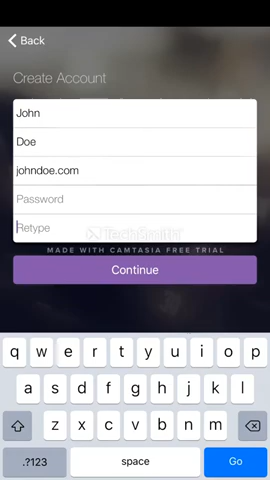 Back
Create Account
John
Doe
johndoe.com
Password
Retype
TechSmith
MADE WITH CAMTASIA FREE TRIAL
Continue
q w e r t y u i o p
a s d f g h j k l
z x c v b n m
.?123 space Go